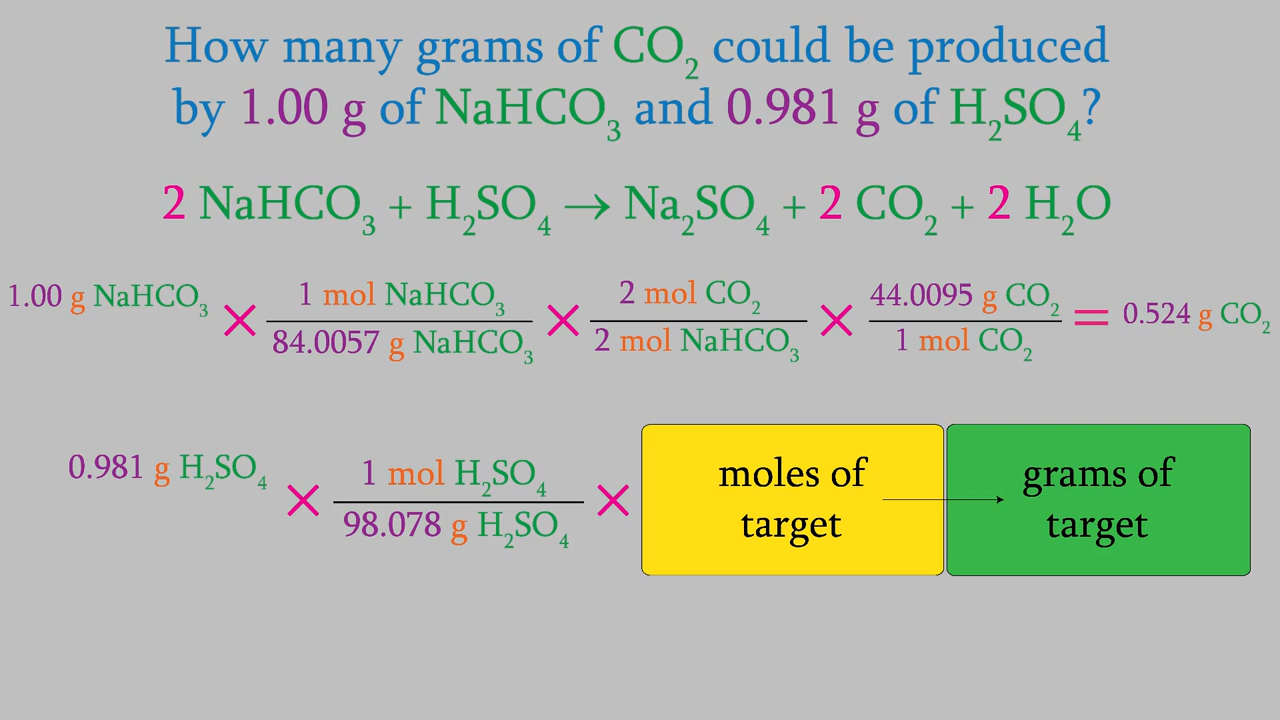 How many grams of CO₂ could be produced
by 1.00 g of NaHCO₃ and 0.981 g of H₂SO₄?
2 NaHCO₃ + H₂SO₄ → Na₂SO₄ + 2 CO₂ + 2 H₂O
1.00 g NaHCO₃ × 1 mol NaHCO₃ / 84.0057 g NaHCO₃ × 2 mol CO₂ / 2 mol NaHCO₃ × 44.0095 g CO₂ / 1 mol CO₂ = 0.524 g CO₂
0.981 g H₂SO₄ × 1 mol H₂SO₄ / 98.078 g H₂SO₄ ×
moles of
target
grams of
target